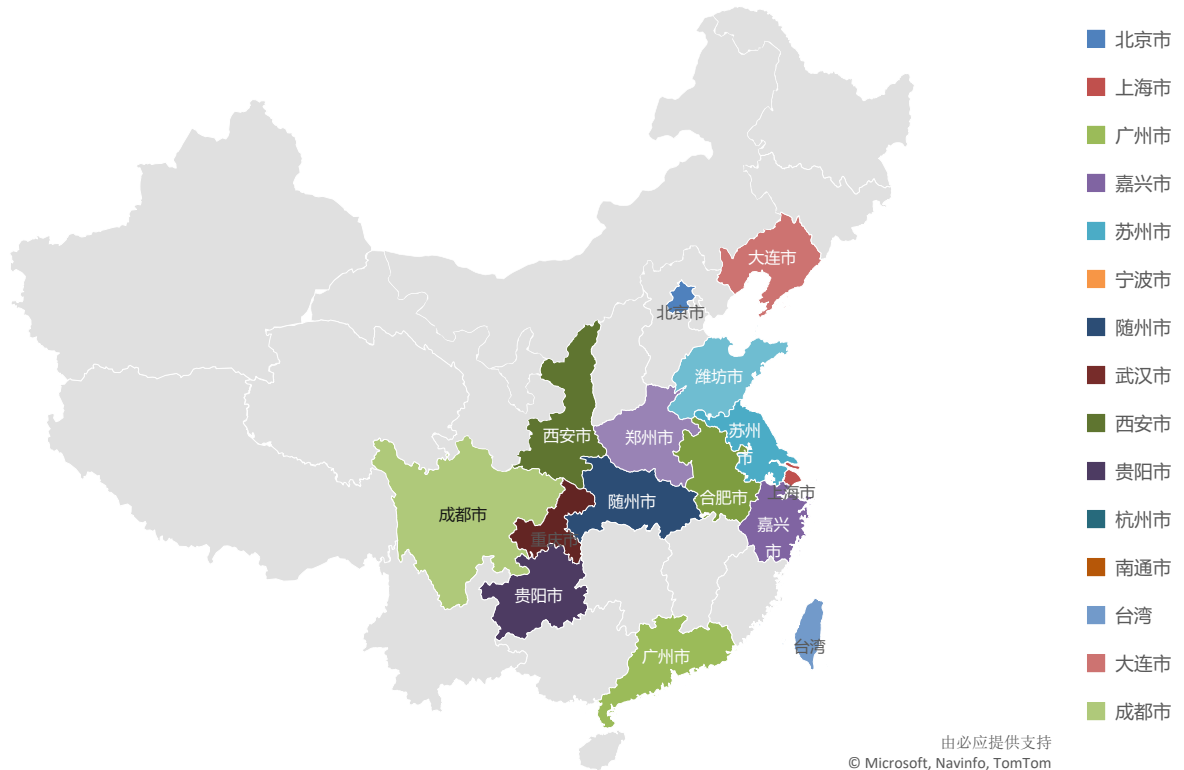 大连市
北京市
潍坊市
苏州
市
西安市
郑州市
上海市
合肥市
随州市
成都市
嘉兴
市
重庆市
贵阳市
台湾
广州市
北京市
上海市
广州市
嘉兴市
苏州市
宁波市
随州市
武汉市
西安市
贵阳市
杭州市
南通市
台湾
大连市
成都市
由必应提供支持
© Microsoft, Navinfo, TomTom